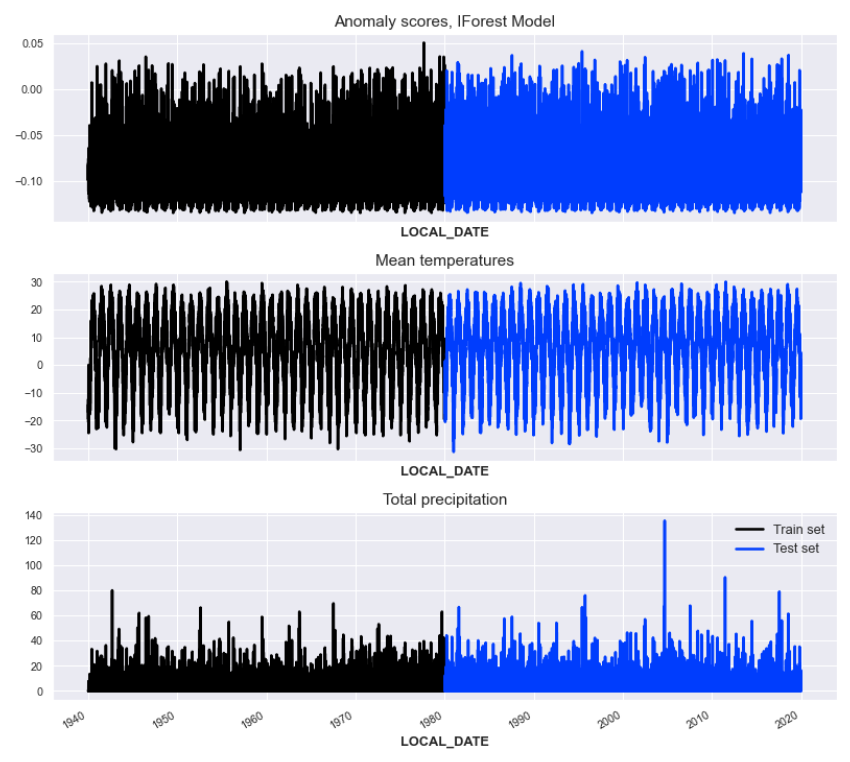 Anomaly scores, IForest Model
0.05
0.00
−0.05
−0.10
LOCAL_DATE
Mean temperatures
30
20
10
0
−10
−20
−30
LOCAL_DATE
Total precipitation
140
120
100
80
60
40
20
0
Train set
Test set
1940 1950 1960 1970 1980 1990 2000 2010 2020
LOCAL_DATE